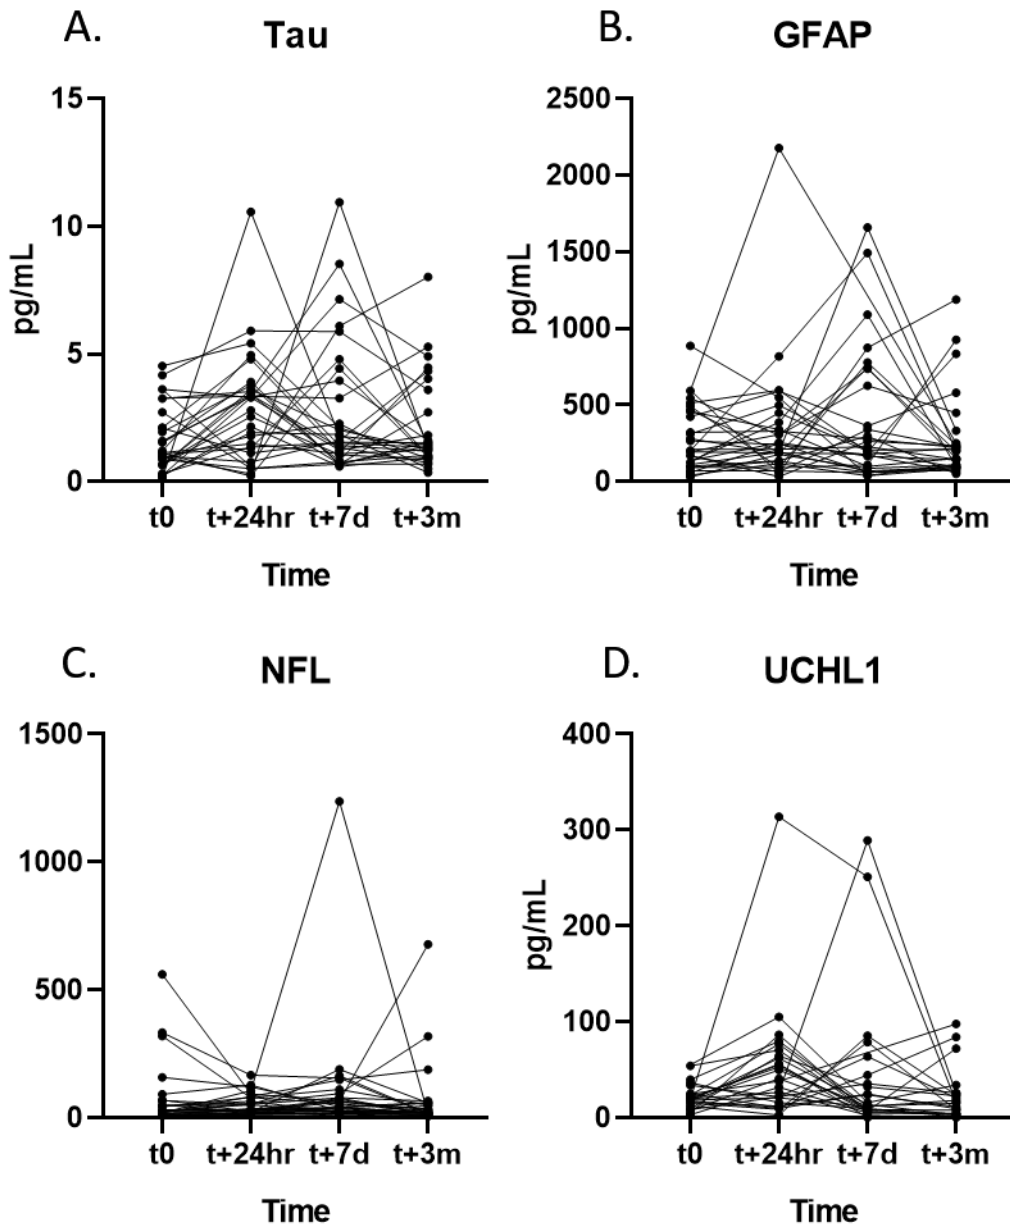 A. Tau
15
10
5
0
pg/mL
t0 t+24hr t+7d t+3m
Time
B. GFAP
2500
2000
1500
1000
500
0
pg/mL
t0 t+24hr t+7d t+3m
Time
C. NFL
1500
1000
500
0
t0 t+24hr t+7d t+3m
Time
D. UCHL1
400
300
200
100
0
pg/mL
t0 t+24hr t+7d t+3m
Time